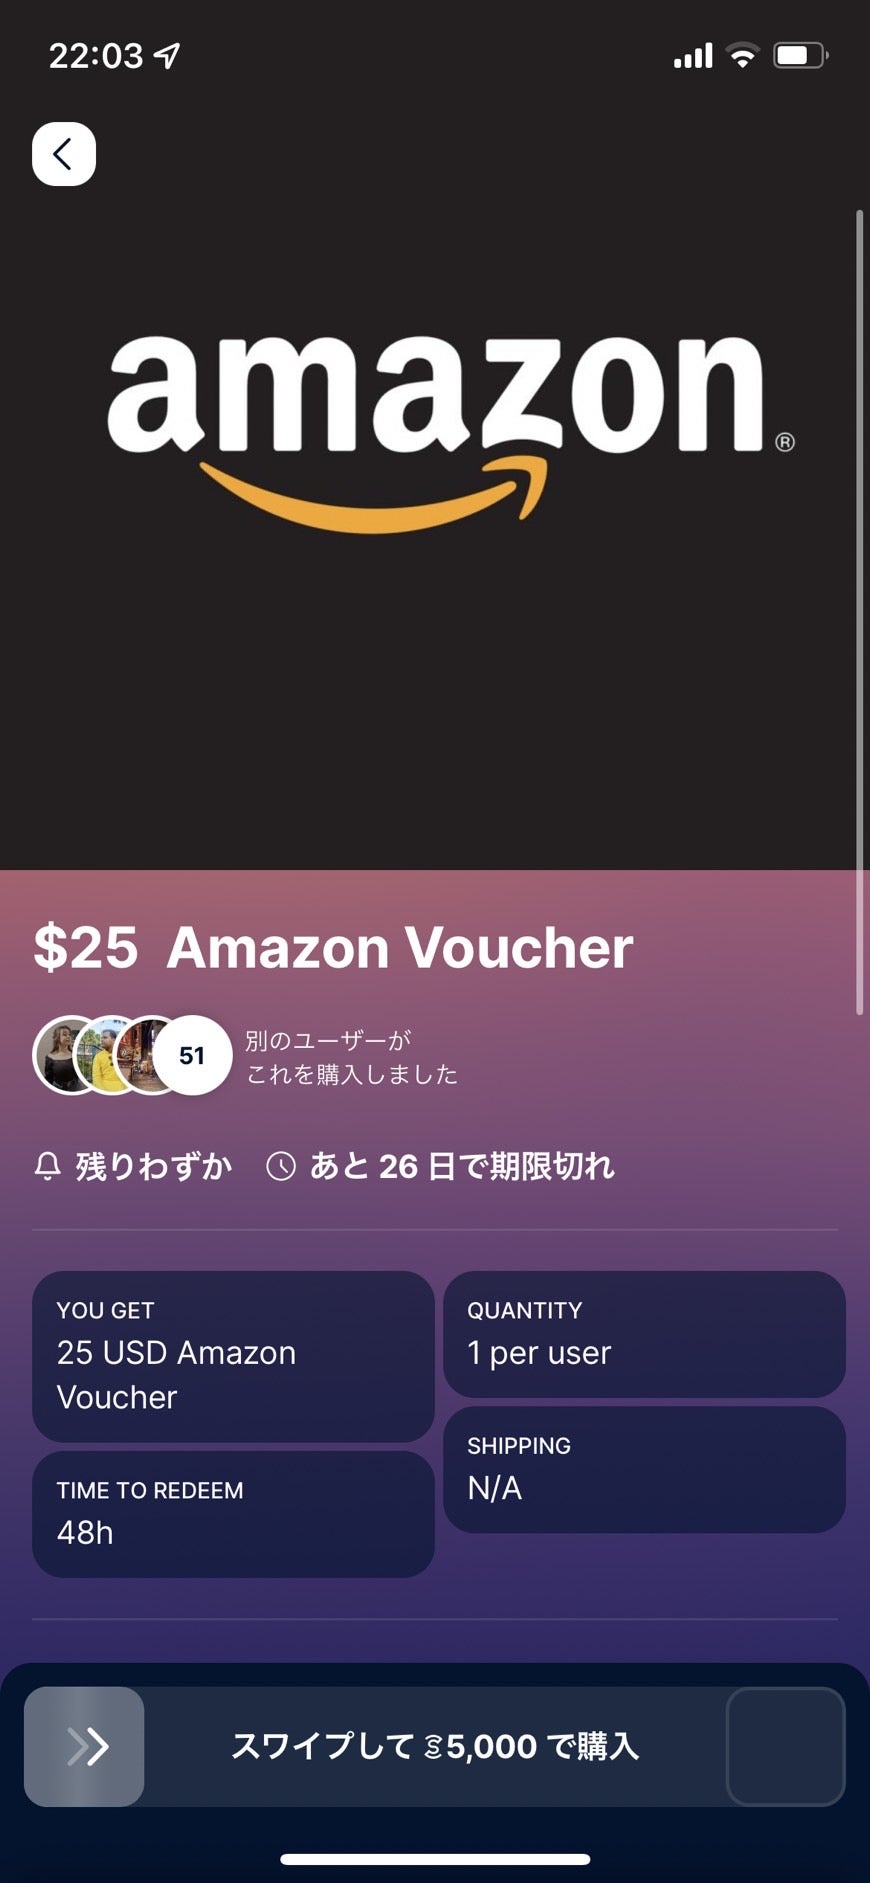 22:03
amazon
®
$25 Amazon Voucher
51
別のユーザーが
これを購入しました
残りわずか あと 26 日で期限切れ
YOU GET
25 USD Amazon
Voucher
QUANTITY
1 per user
TIME TO REDEEM
48h
SHIPPING
N/A
スワイプして 5,000 で購入